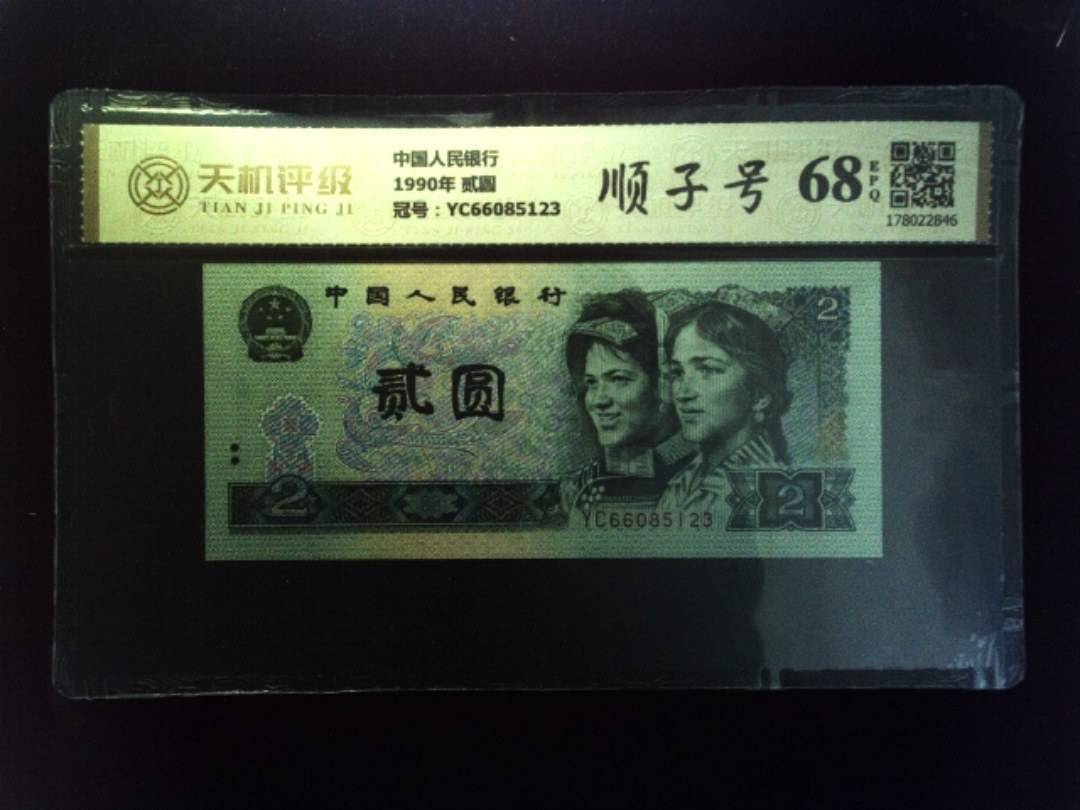 天机评级
TIAN JI PING JI
中国人民银行
1990年 贰圆
冠号：YC66085123
顺子号
68
EPQ
178022846
中国人民银行
2
贰圆
2
YC66085123
2